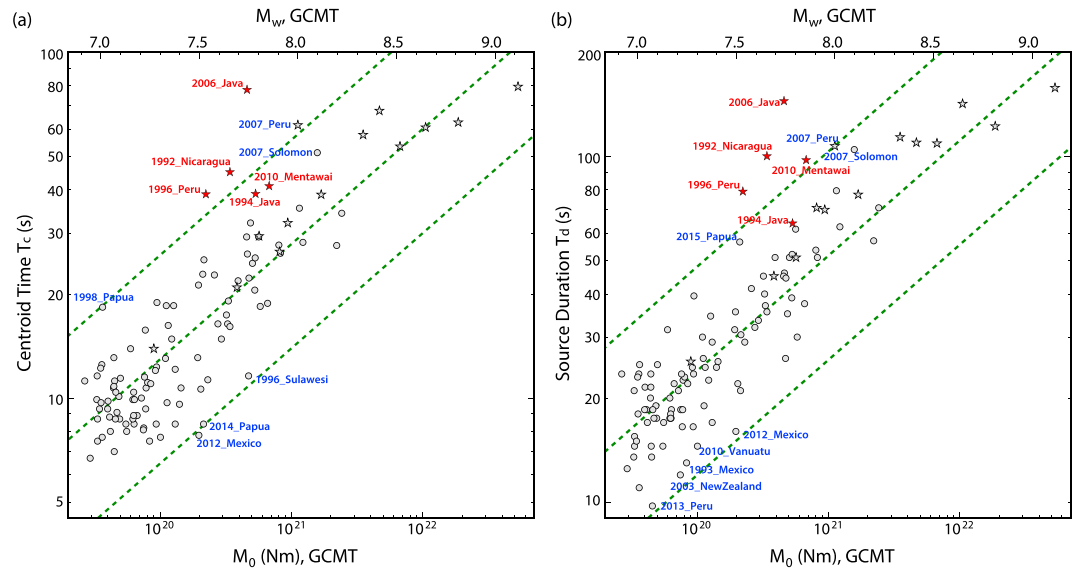 (a)
M_w, GCMT
7.0 7.5 8.0 8.5 9.0
100
80
60
50
40
30
20
10
5
Centroid Time Tc (s)
2006_Java
2007_Peru
2007_Solomon
1992_Nicaragua
2010_Mentawai
1996_Peru
1994_Java
1998_Papua
1996_Sulawesi
2014_Papua
2012_Mexico
10^20 10^21 10^22
M_0 (Nm), GCMT
(b)
M_w, GCMT
7.0 7.5 8.0 8.5 9.0
200
100
80
60
50
40
30
20
10
Source Duration Td (s)
2006_Java
2007_Peru
1992_Nicaragua
2007_Solomon
2010_Mentawai
1996_Peru
1994_Java
2015_Papua
2012_Mexico
2010_Vanuatu
1993_Mexico
2003_NewZealand
2013_Peru
10^20 10^21 10^22
M_0 (Nm), GCMT